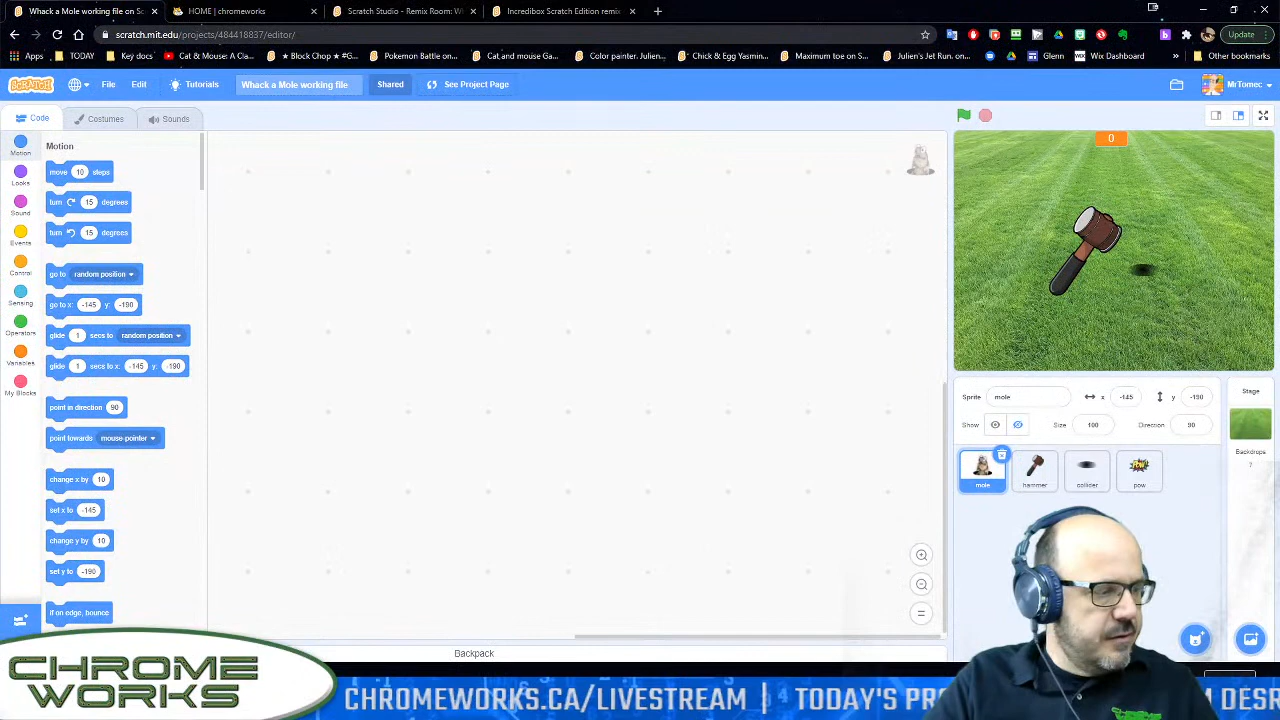 Whack a Mole working file on Sc
HOME | chromeworks
Scratch Studio - Remix Room: Wh
Incredibox Scratch Edition remix
scratch.mit.edu/projects/484418837/editor/
Update
Apps
TODAY
Key docs
Cat & Mouse: A Cla
★ Block Chop ★ #G
Pokemon Battle on
Cat and mouse Ga
Color painter, Julien
Chick & Egg Yasmin
Maximum toe on S
Julien's Jet Run. on
Glenn
Wix Dashboard
Other bookmarks
SCRATCH
File
Edit
Tutorials
Whack a Mole working file
Shared
See Project Page
MrTomec
Code
Costumes
Sounds
Motion
Looks
Sound
Events
Control
Sensing
Operators
Variables
My Blocks
Motion
move 10 steps
turn 15 degrees
turn 15 degrees
go to random position
go to x: -145 y: -190
glide 1 secs to random position
glide 1 secs to x: -145 y: -190
point in direction 90
point towards mouse-pointer
change x by 10
set x to -145
change y by 10
set y to -190
if on edge, bounce
Backpack
0
Sprite mole x -145 y -190
Show Size 100 Direction 90
mole
hammer
collider
pow
POW
Stage
Backdrops
7
CHROME
WORKS
CHROMEWORKS.CA/LIVESTREAM | TODAY'S PR